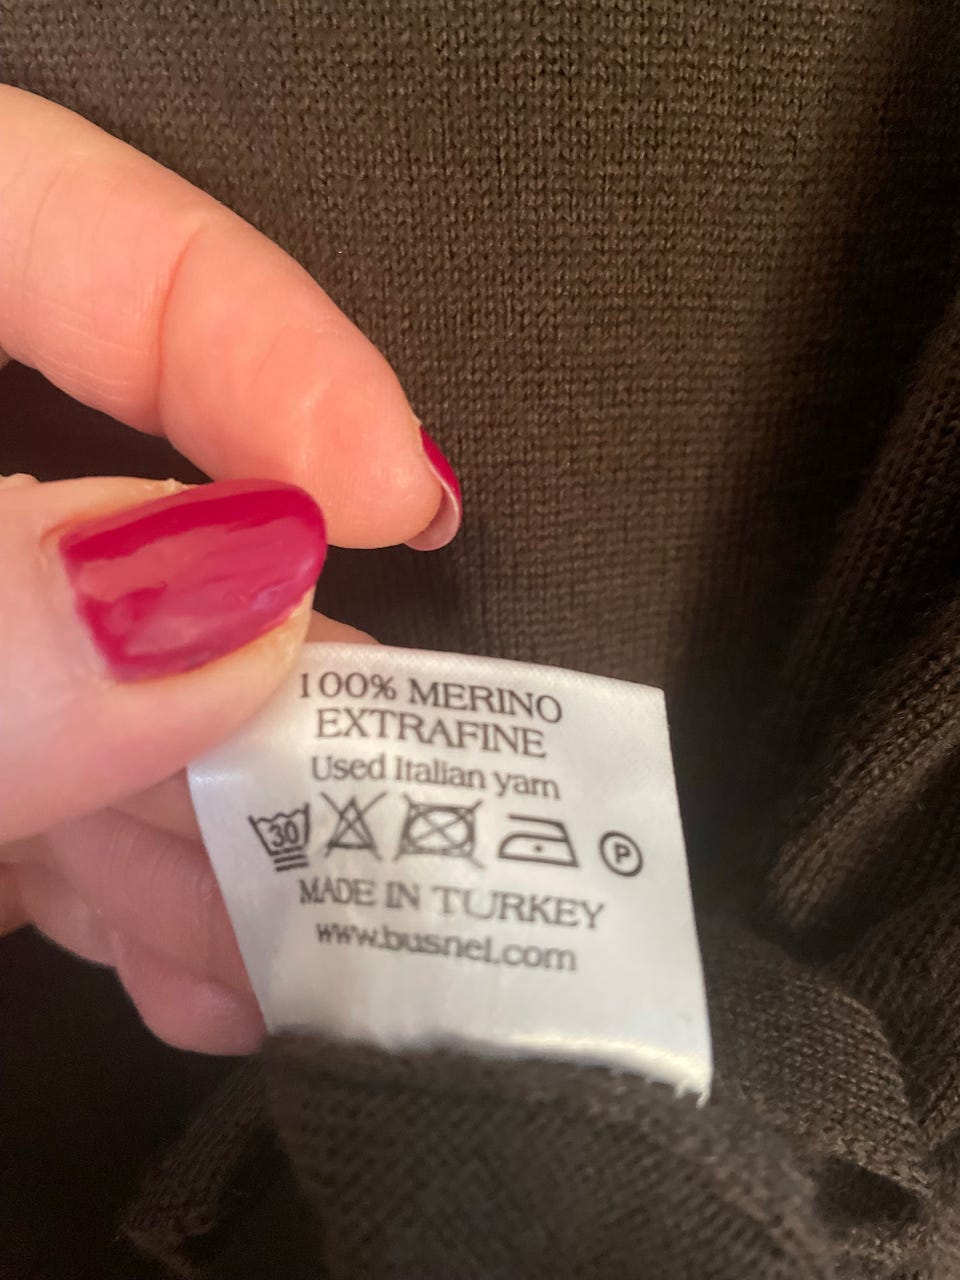 100% MERINO
EXTRAFINE
Used Italian yarn
30 P
MADE IN TURKEY
www.busnel.com